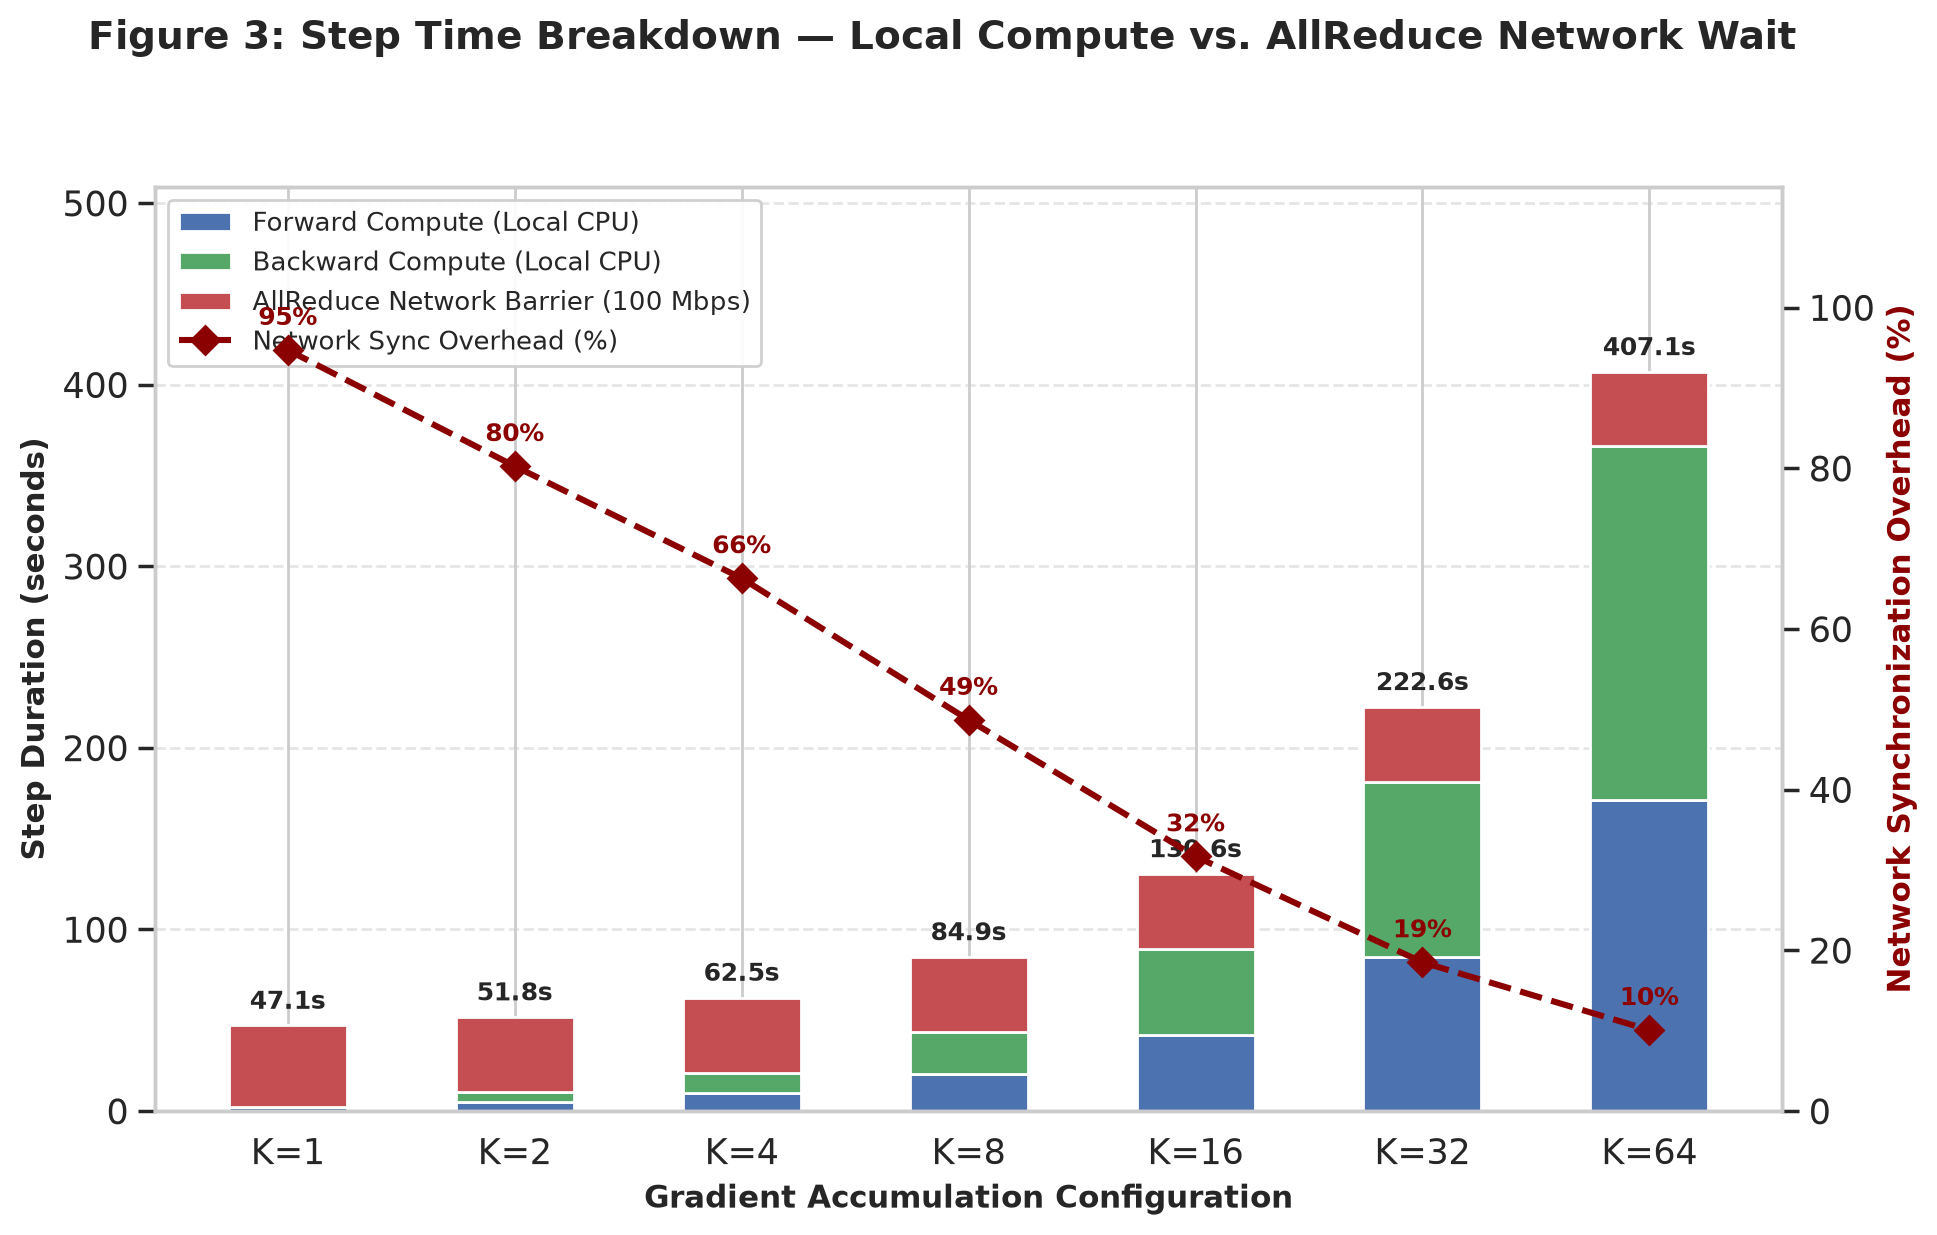 Figure 3: Step Time Breakdown — Local Compute vs. AllReduce Network Wait
Forward Compute (Local CPU)
Backward Compute (Local CPU)
AllReduce Network Barrier (100 Mbps)
Network Sync Overhead (%)
Step Duration (seconds)
500
400
300
200
100
0
95%
80%
66%
49%
32%
19%
10%
47.1s
51.8s
62.5s
84.9s
130.6s
222.6s
407.1s
100
80
60
40
20
0
Network Synchronization Overhead (%)
K=1
K=2
K=4
K=8
K=16
K=32
K=64
Gradient Accumulation Configuration